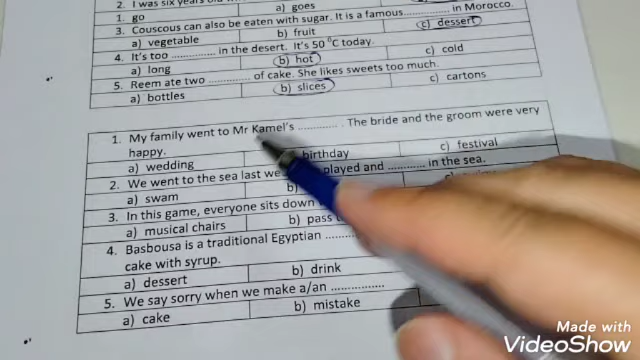 2. I was six years old
1. go
a) goes
3. Couscous can also be eaten with sugar. It is a famous............ in Morocco.
a) vegetable b) fruit c) dessert
4. It's too ............... in the desert. It's 50 ⁰C today.
a) long b) hot c) cold
5. Reem ate two .............. of cake. She likes sweets too much.
a) bottles b) slices c) cartons
1. My family went to Mr Kamel's ............. . The bride and the groom were very
happy.
a) wedding birthday c) festival
2. We went to the sea last played and ............ in the sea.
a) swam b)
3. In this game, everyone sits down
a) musical chairs b) pass
4. Basbousa is a traditional Egyptian ........
cake with syrup.
a) dessert b) drink
5. We say sorry when we make a/an ................
a) cake b) mistake
Made with
VideoShow